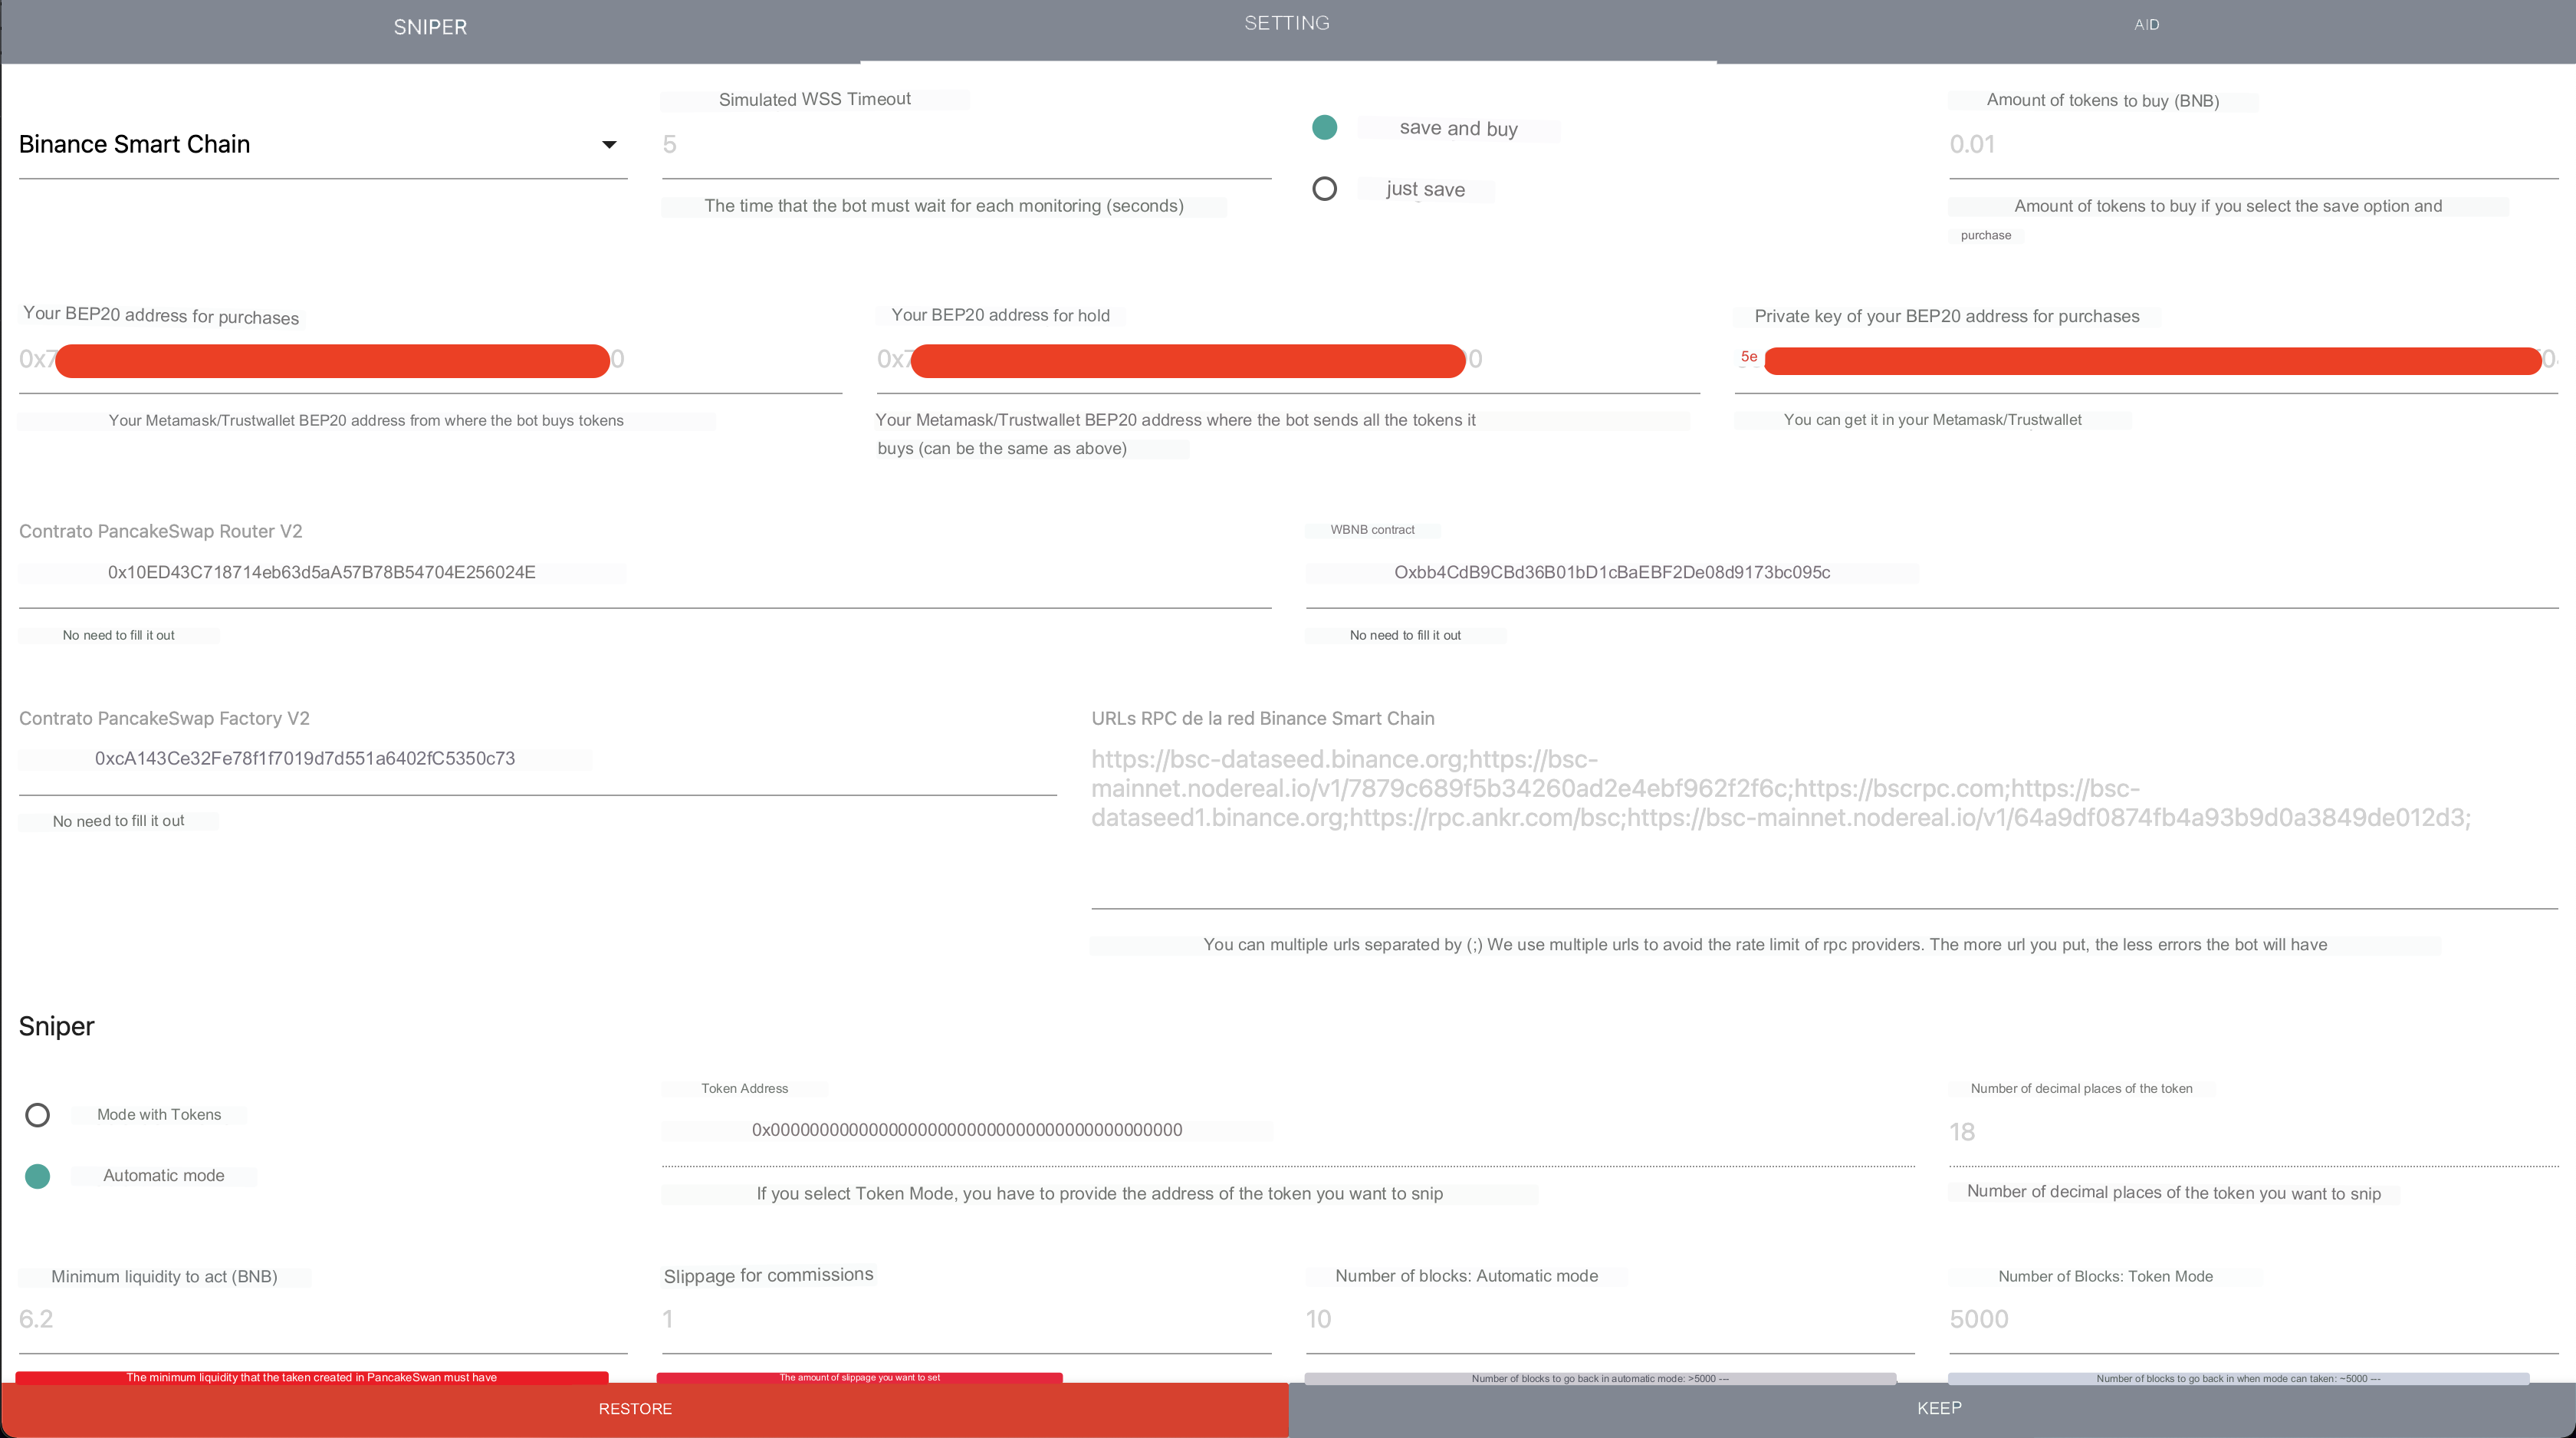 SNIPER
SETTING
AID
Simulated WSS Timeout
Amount of tokens to buy (BNB)
Binance Smart Chain
5
save and buy
0.01
just save
The time that the bot must wait for each monitoring (seconds)
Amount of tokens to buy if you select the save option and
purchase
Your BEP20 address for purchases
Your BEP20 address for hold
Private key of your BEP20 address for purchases
0x7 0
0x7 0
5e 0
Your Metamask/Trustwallet BEP20 address from where the bot buys tokens
Your Metamask/Trustwallet BEP20 address where the bot sends all the tokens it
buys (can be the same as above)
You can get it in your Metamask/Trustwallet
Contrato PancakeSwap Router V2
WBNB contract
0x10ED43C718714eb63d5aA57B78B54704E256024E
Oxbb4CdB9CBd36B01bD1cBaEBF2De08d9173bc095c
No need to fill it out
No need to fill it out
Contrato PancakeSwap Factory V2
URLs RPC de la red Binance Smart Chain
0xcA143Ce32Fe78f1f7019d7d551a6402fC5350c73
https://bsc-dataseed.binance.org;https://bsc-
mainnet.nodereal.io/v1/7879c689f5b34260ad2e4ebf962f2f6c;https://bscrpc.com;https://bsc-
dataseed1.binance.org;https://rpc.ankr.com/bsc;https://bsc-mainnet.nodereal.io/v1/64a9df0874fb4a93b9d0a3849de012d3;
No need to fill it out
You can multiple urls separated by (;) We use multiple urls to avoid the rate limit of rpc providers. The more url you put, the less errors the bot will have
Sniper
Token Address
Number of decimal places of the token
Mode with Tokens
0x0000000000000000000000000000000000000000
18
Automatic mode
If you select Token Mode, you have to provide the address of the token you want to snip
Number of decimal places of the token you want to snip
Minimum liquidity to act (BNB)
Slippage for commissions
Number of blocks: Automatic mode
Number of Blocks: Token Mode
6.2
1
10
5000
The minimum liquidity that the taken created in PancakeSwan must have
The amount of slippage you want to set
Number of blocks to go back in automatic mode: >5000 ---
Number of blocks to go back in when mode can taken: ~5000 ---
RESTORE
KEEP